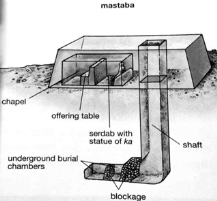 mastaba
chapel
offering table
serdab with
statue of ka
shaft
underground burial
chambers
blockage